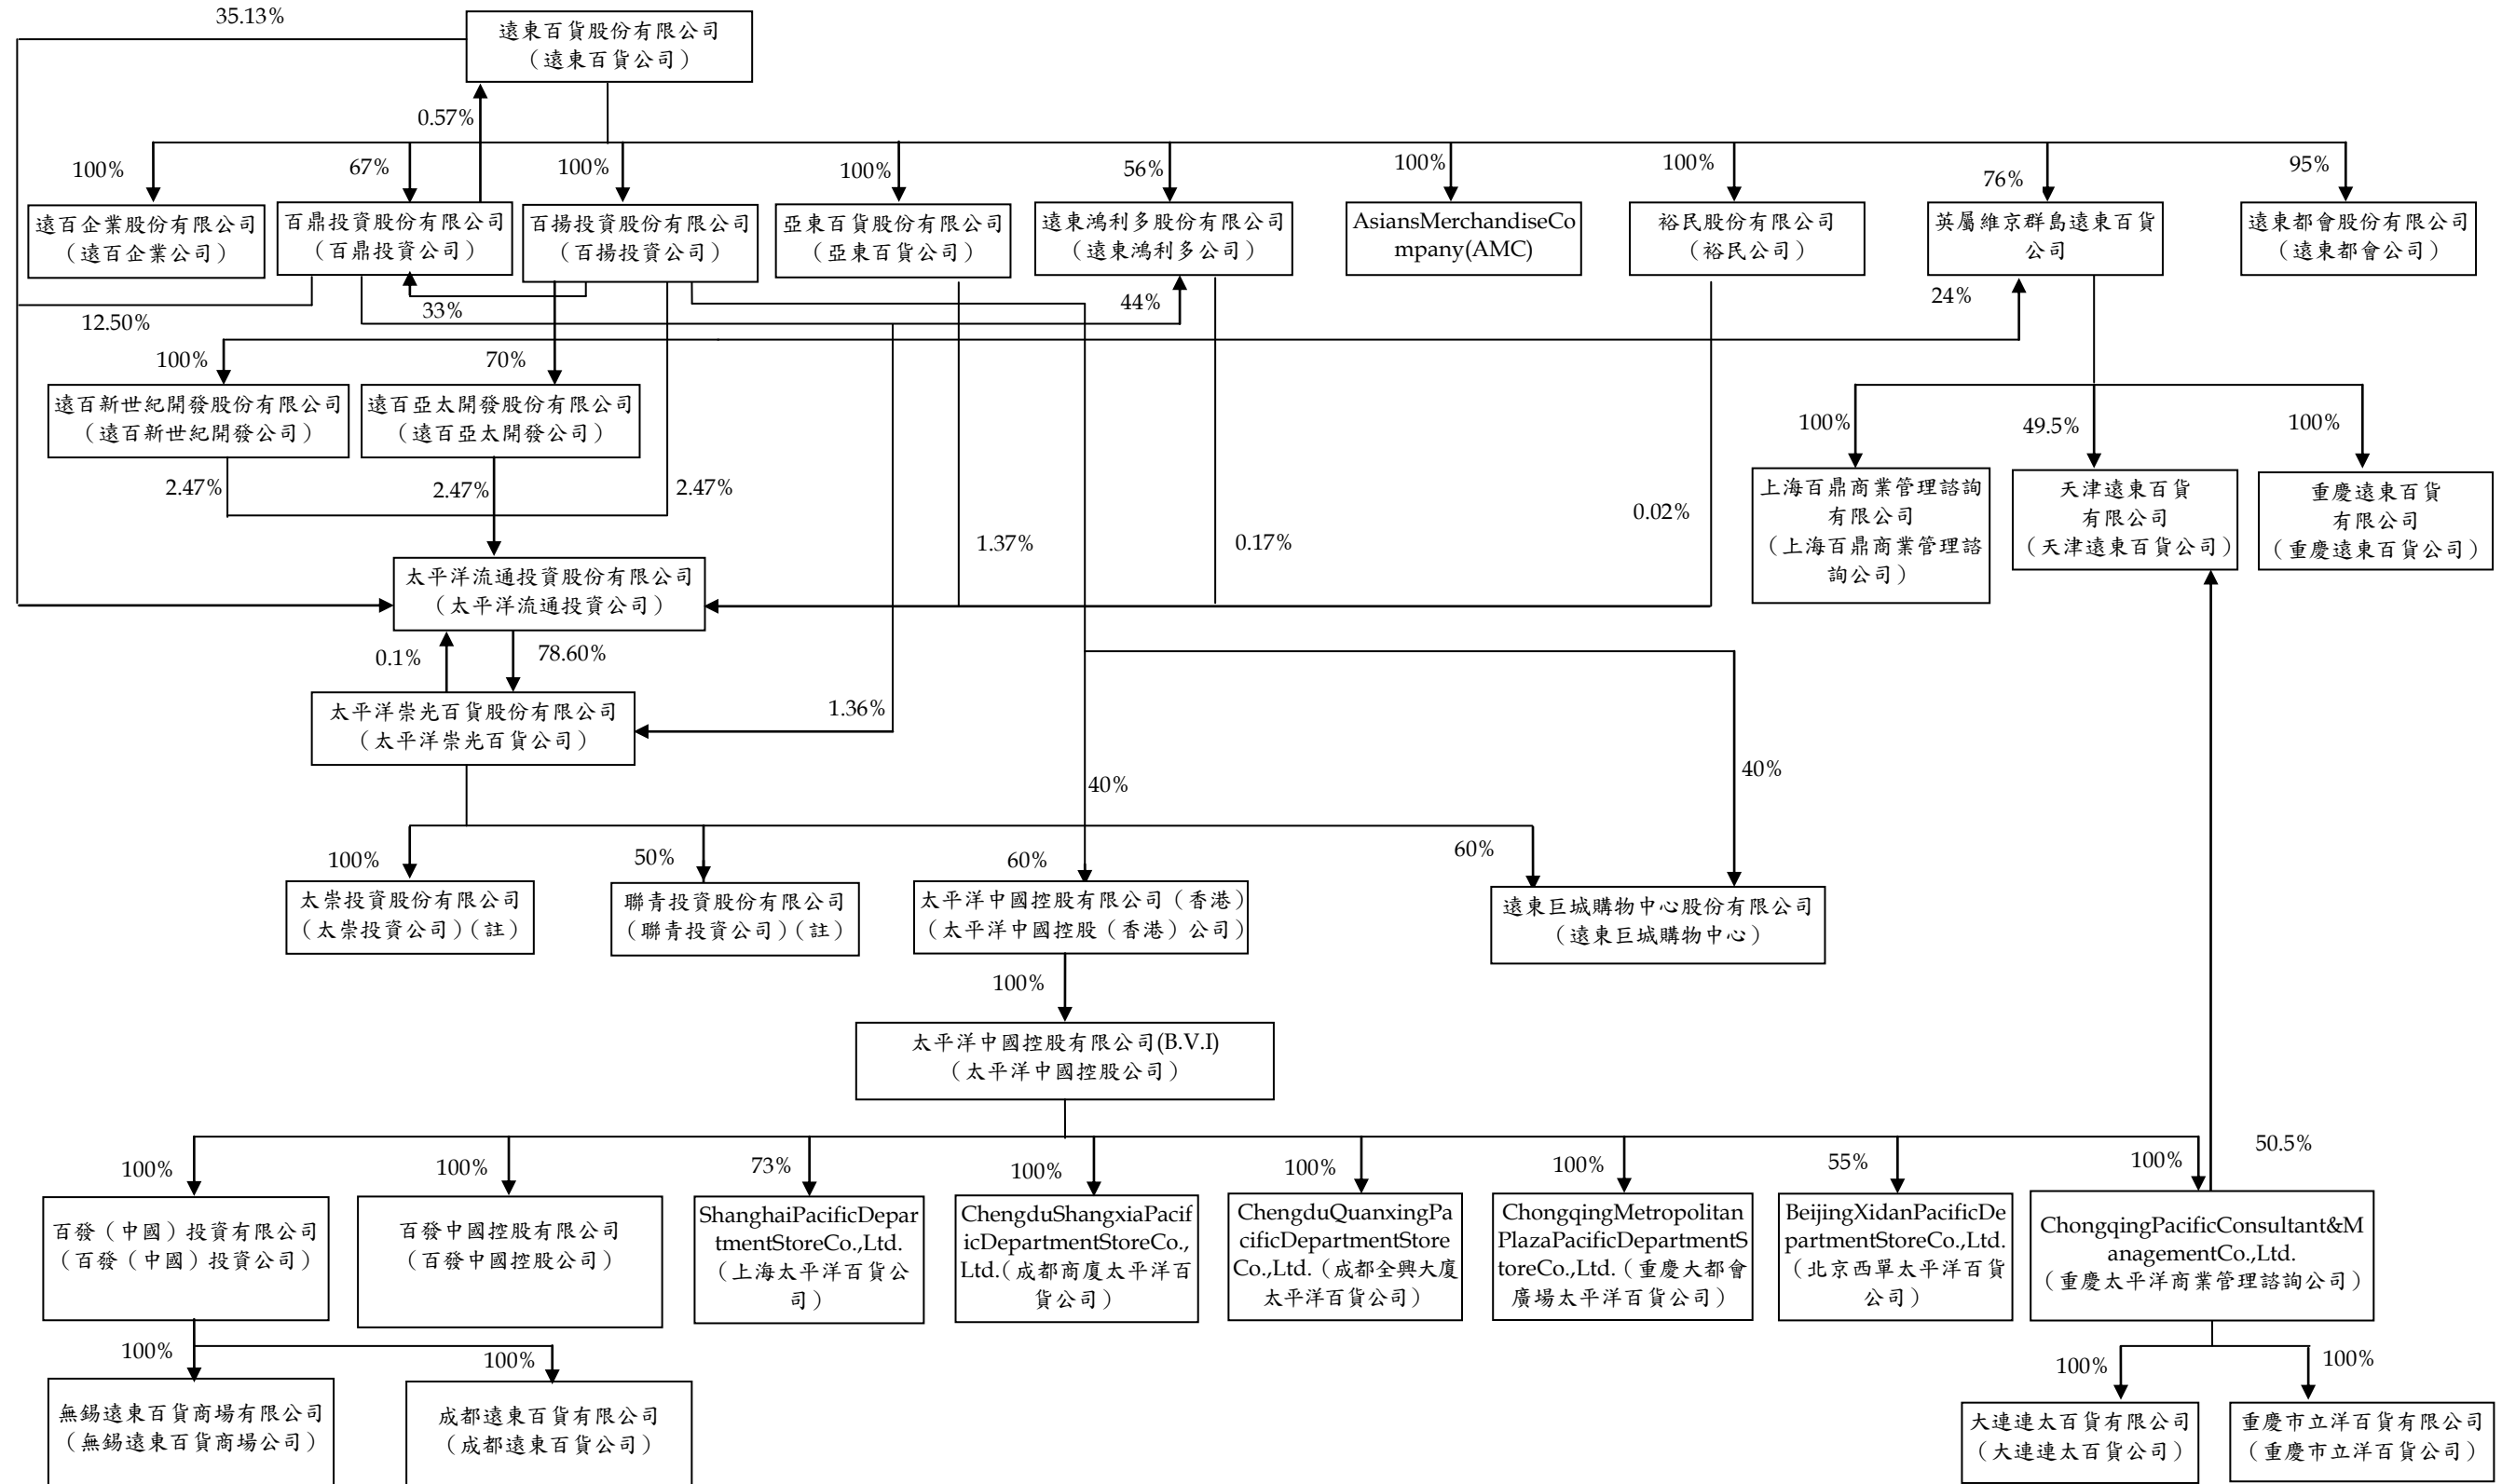 35.13%
遠東百貨股份有限公司
（遠東百貨公司）
0.57%
100%
67%
100%
100%
56%
100%
100%
76%
95%
遠百企業股份有限公司
（遠百企業公司）
百鼎投資股份有限公司
（百鼎投資公司）
百揚投資股份有限公司
（百揚投資公司）
亞東百貨股份有限公司
（亞東百貨公司）
遠東鴻利多股份有限公司
（遠東鴻利多公司）
AsiansMerchandiseCo
mpany(AMC)
裕民股份有限公司
（裕民公司）
英屬維京群島遠東百貨
公司
遠東都會股份有限公司
（遠東都會公司）
12.50%
33%
44%
24%
100%
70%
遠百新世紀開發股份有限公司
（遠百新世紀開發公司）
遠百亞太開發股份有限公司
（遠百亞太開發公司）
100%
49.5%
100%
2.47%
2.47%
2.47%
上海百鼎商業管理諮詢
有限公司
（上海百鼎商業管理諮
詢公司）
天津遠東百貨
有限公司
（天津遠東百貨公司）
重慶遠東百貨
有限公司
（重慶遠東百貨公司）
1.37%
0.17%
0.02%
太平洋流通投資股份有限公司
（太平洋流通投資公司）
0.1%
78.60%
太平洋崇光百貨股份有限公司
（太平洋崇光百貨公司）
1.36%
40%
40%
100%
50%
60%
60%
太崇投資股份有限公司
（太崇投資公司）(註）
聯青投資股份有限公司
（聯青投資公司）(註）
太平洋中國控股有限公司（香港）
（太平洋中國控股（香港）公司）
遠東巨城購物中心股份有限公司
（遠東巨城購物中心）
100%
太平洋中國控股有限公司(B.V.I)
（太平洋中國控股公司）
100%
100%
73%
100%
100%
100%
55%
100%
50.5%
百發（中國）投資有限公司
（百發（中國）投資公司）
百發中國控股有限公司
（百發中國控股公司）
ShanghaiPacificDepar
tmentStoreCo.,Ltd.
（上海太平洋百貨公
司）
ChengduShangxiaPacif
icDepartmentStoreCo.,
Ltd.（成都商廈太平洋百
貨公司）
ChengduQuanxingPa
cificDepartmentStore
Co.,Ltd.（成都全興大廈
太平洋百貨公司）
ChongqingMetropolitan
PlazaPacificDepartmentS
toreCo.,Ltd.（重慶大都會
廣場太平洋百貨公司）
BeijingXidanPacificDe
partmentStoreCo.,Ltd.
（北京西單太平洋百貨
公司）
ChongqingPacificConsultant&M
anagementCo.,Ltd.
（重慶太平洋商業管理諮詢公司）
100%
100%
100%
100%
無錫遠東百貨商場有限公司
（無錫遠東百貨商場公司）
成都遠東百貨有限公司
（成都遠東百貨公司）
大連連太百貨有限公司
（大連連太百貨公司）
重慶市立洋百貨有限公司
（重慶市立洋百貨公司）